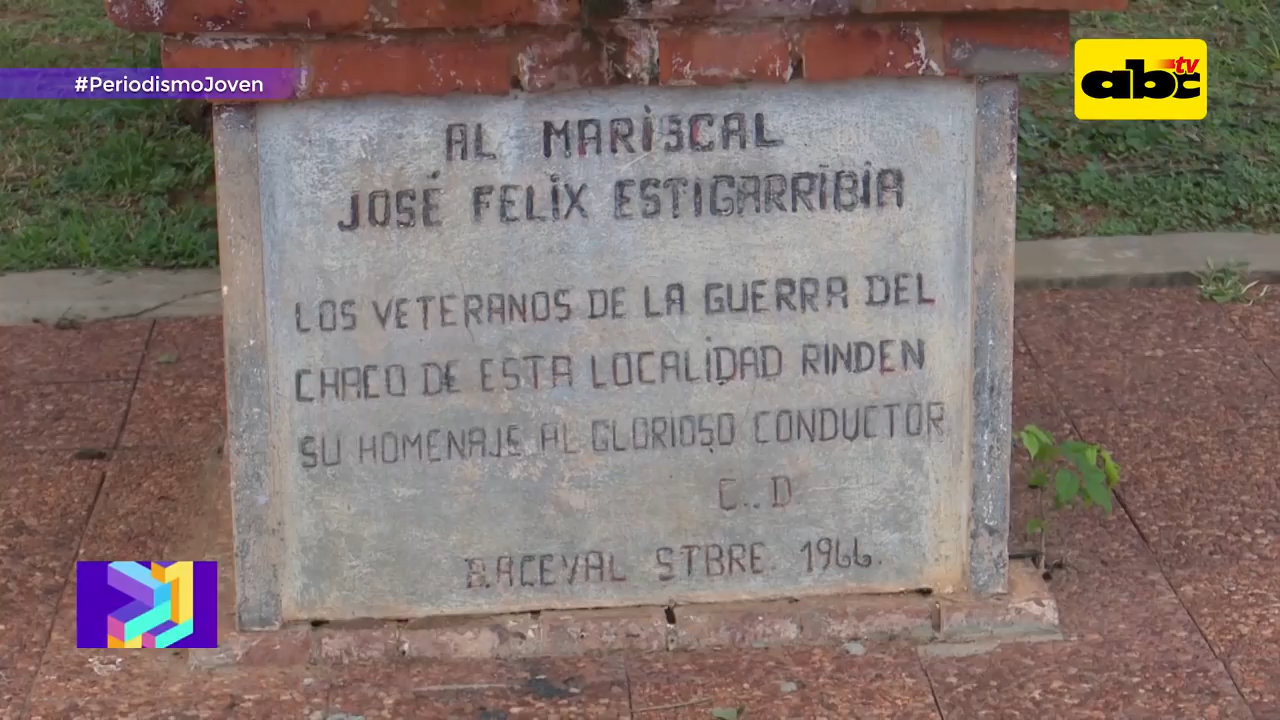 #PeriodismoJoven
abc tv
AL MARISCAL
JOSÉ FELIX ESTIGARRIBIA
LOS VETERANOS DE LA GUERRA DEL
CHACO DE ESTA LOCALIDAD RINDEN
SU HOMENAJE AL GLORIOSO CONDUCTOR
C..D
B.ACEVAL STBRE. 1966.